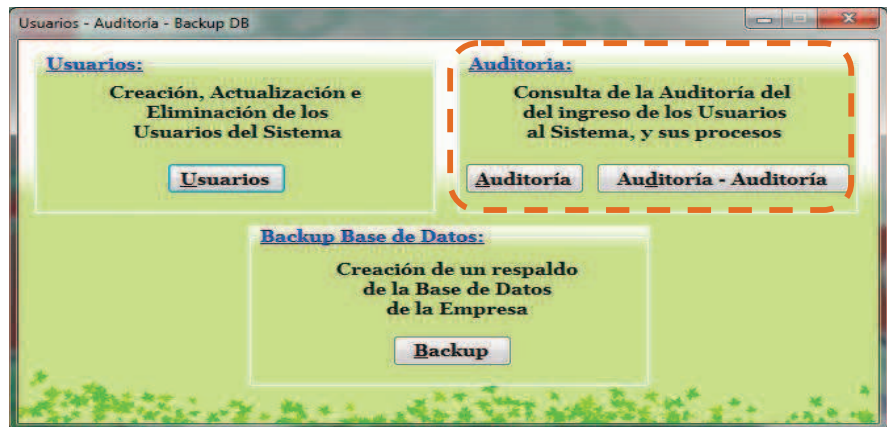 Usuarios - Auditoría - Backup DB
Usuarios:
Creación, Actualización e
Eliminación de los
Usuarios del Sistema
Usuarios
Auditoria:
Consulta de la Auditoría del
del ingreso de los Usuarios
al Sistema, y sus procesos
Auditoría
Auditoría - Auditoría
Backup Base de Datos:
Creación de un respaldo
de la Base de Datos
de la Empresa
Backup